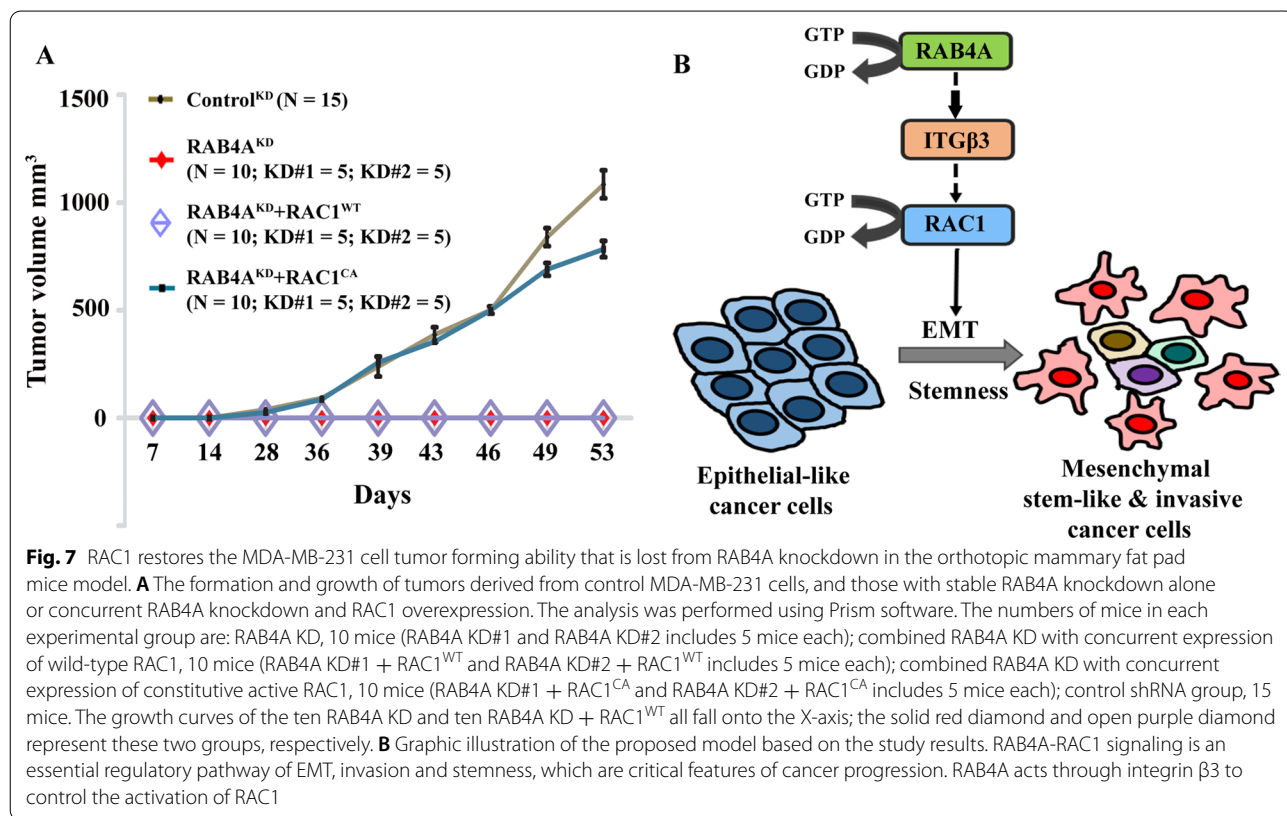 A
Tumor volume mm³
1500
1000
500
0
Control^KD (N = 15)
RAB4A^KD
(N = 10; KD#1 = 5; KD#2 = 5)
RAB4A^KD+RAC1^WT
(N = 10; KD#1 = 5; KD#2 = 5)
RAB4A^KD+RAC1^CA
(N = 10; KD#1 = 5; KD#2 = 5)
7 14 28 36 39 43 46 49 53
Days
B
GTP
GDP
RAB4A
ITGβ3
GTP
GDP
RAC1
EMT
Stemness
Epithelial-like
cancer cells
Mesenchymal
stem-like & invasive
cancer cells
Fig. 7 RAC1 restores the MDA-MB-231 cell tumor forming ability that is lost from RAB4A knockdown in the orthotopic mammary fat pad
mice model. A The formation and growth of tumors derived from control MDA-MB-231 cells, and those with stable RAB4A knockdown alone
or concurrent RAB4A knockdown and RAC1 overexpression. The analysis was performed using Prism software. The numbers of mice in each
experimental group are: RAB4A KD, 10 mice (RAB4A KD#1 and RAB4A KD#2 includes 5 mice each); combined RAB4A KD with concurrent expression
of wild-type RAC1, 10 mice (RAB4A KD#1 + RAC1^WT and RAB4A KD#2 + RAC1^WT includes 5 mice each); combined RAB4A KD with concurrent
expression of constitutive active RAC1, 10 mice (RAB4A KD#1 + RAC1^CA and RAB4A KD#2 + RAC1^CA includes 5 mice each); control shRNA group, 15
mice. The growth curves of the ten RAB4A KD and ten RAB4A KD + RAC1^WT all fall onto the X-axis; the solid red diamond and open purple diamond
represent these two groups, respectively. B Graphic illustration of the proposed model based on the study results. RAB4A-RAC1 signaling is an
essential regulatory pathway of EMT, invasion and stemness, which are critical features of cancer progression. RAB4A acts through integrin β3 to
control the activation of RAC1